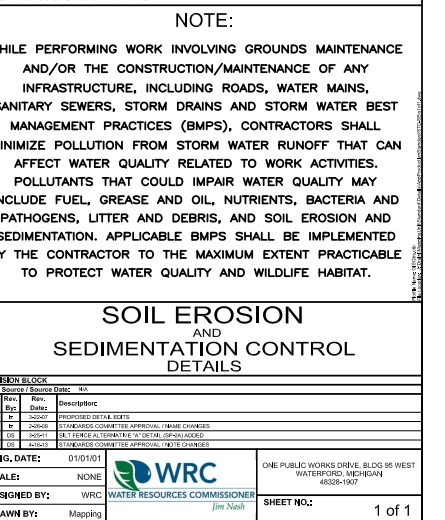 NOTE:
HILE PERFORMING WORK INVOLVING GROUNDS MAINTENANCE
AND/OR THE CONSTRUCTION/MAINTENANCE OF ANY
INFRASTRUCTURE, INCLUDING ROADS, WATER MAINS,
SANITARY SEWERS, STORM DRAINS AND STORM WATER BEST
MANAGEMENT PRACTICES (BMPS), CONTRACTORS SHALL
INIMIZE POLLUTION FROM STORM WATER RUNOFF THAT CAN
AFFECT WATER QUALITY RELATED TO WORK ACTIVITIES.
POLLUTANTS THAT COULD IMPAIR WATER QUALITY MAY
NCLUDE FUEL, GREASE AND OIL, NUTRIENTS, BACTERIA AND
PATHOGENS, LITTER AND DEBRIS, AND SOIL EROSION AND
SEDIMENTATION. APPLICABLE BMPS SHALL BE IMPLEMENTED
Y THE CONTRACTOR TO THE MAXIMUM EXTENT PRACTICABLE
TO PROTECT WATER QUALITY AND WILDLIFE HABITAT.
SOIL EROSION
AND
SEDIMENTATION CONTROL
DETAILS
ISION BLOCK
Source / Source Date: N/A
Rev. By: Rev. Date: Description:
3-22-07 PROPOSED DETAIL EDITS
2-26-09 STANDARDS COMMITTEE APPROVAL / NAME CHANGES
DS 3-25-11 SILT FENCE ALTERNATIVE "A" DETAIL (SP-2A) ADDED
DS 4-16-13 STANDARDS COMMITTEE APPROVAL / NOTE CHANGES
IG. DATE: 01/01/01
ALE: NONE
SIGNED BY: WRC
AWN BY: Mapping
WRC
WATER RESOURCES COMMISSIONER
Jim Nash
ONE PUBLIC WORKS DRIVE, BLDG 95 WEST
WATERFORD, MICHIGAN
48328-1907
SHEET NO.:
1 of 1